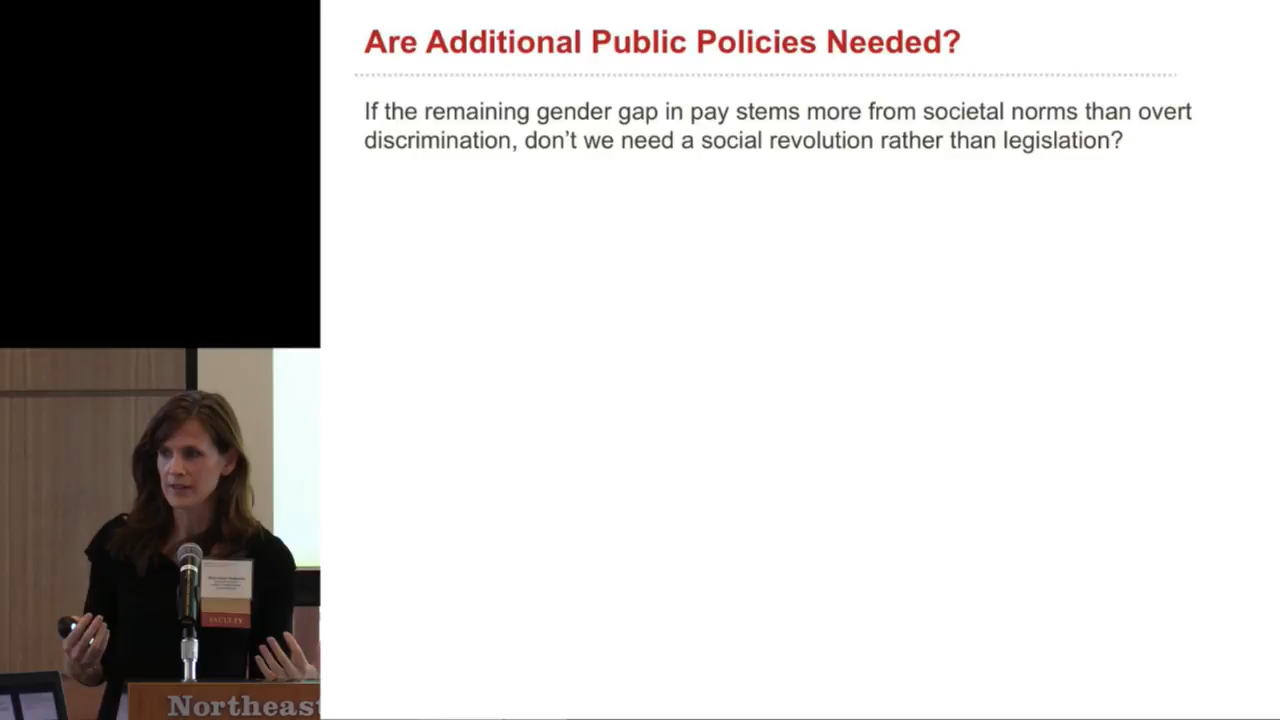 Are Additional Public Policies Needed?
If the remaining gender gap in pay stems more from societal norms than overt
discrimination, don't we need a social revolution rather than legislation?
FACULTY
Northeast